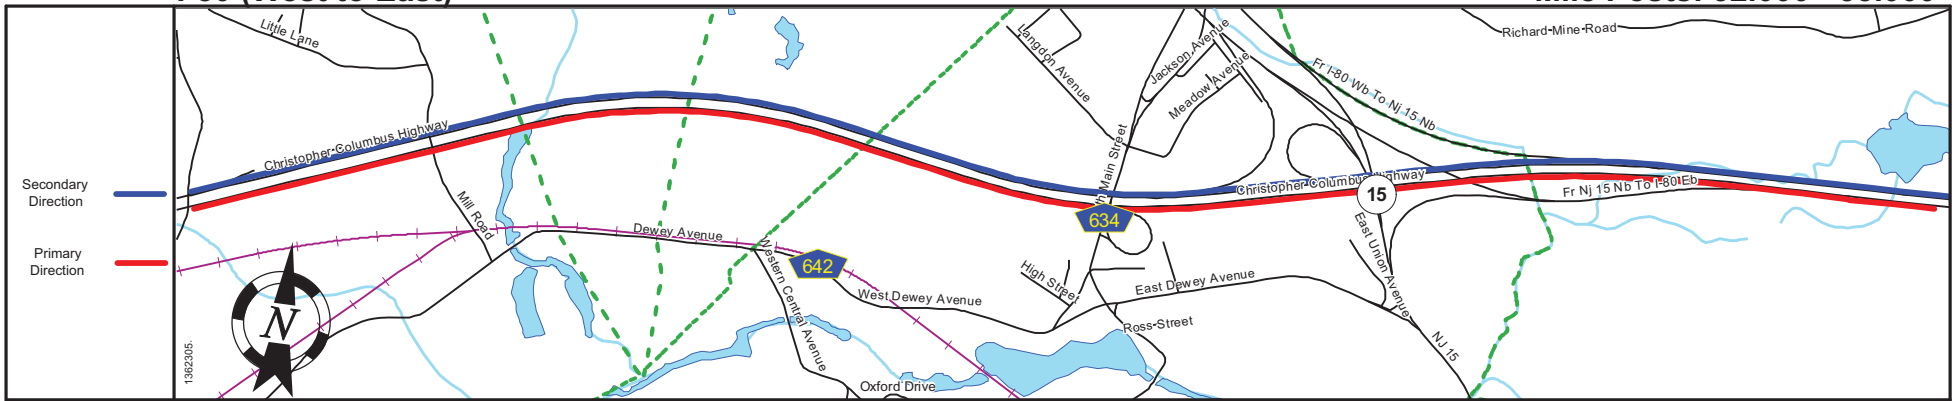 Little Lane
Richard-Mine-Road
Langdon Avenue
Jackson Avenue
Meadow Avenue
Fr I-80 Wb To Nj 15 Nb
Christopher Columbus Highway
Main Street
Secondary
Direction
Christopher Columbus Highway
Fr Nj 15 Nb To I-80 Eb
15
Mill Road
634
Dewey Avenue
East Union Avenue
Primary
Direction
Western Central Avenue
642
High Street
East Dewey Avenue
West Dewey Avenue
N
Ross-Street
NJ 15
1362305.
Oxford Drive